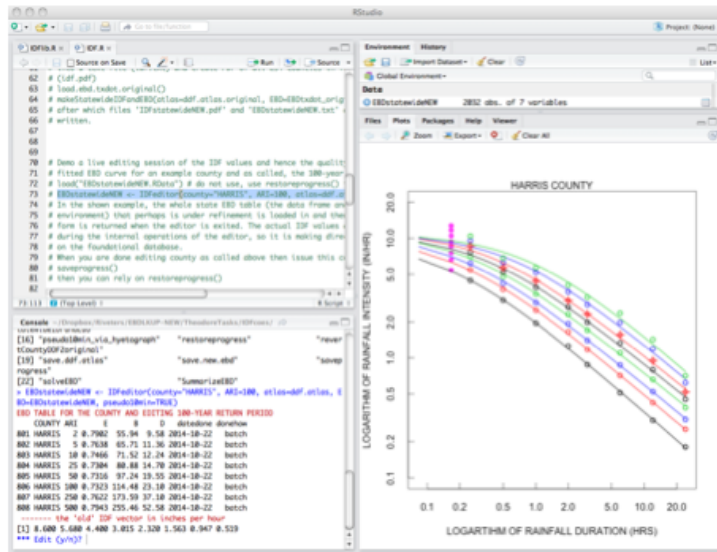 RStudio
Go to file/function
Project: (None)
IDFlib.R
IDF.R
Source on Save
Run
Source
62 # (idf.pdf)
63 # load.ebd.txdot.original()
64 # makeStatewideIDFandEBD(atlas=ddf.atlas.original, EBD=EBDtxdot_orig
65 # after which files 'IDFstatewideNEW.pdf' and 'EBDstatewideNEW.txt'
66 # written.
67
68
69
70 # Demo a live editing session of the IDF values and hence the quality
71 # fitted EBD curve for an example county and as called, the 100-year
72 # load("EBDstatewideNEW.RData") # do not use, use restoreprogress()
73 EBDstatewideNEW <- IDFeditor(county="HARRIS", ARI=100, atlas=ddf.a
74 # In the shown example, the whole state EBD table (the data frame an
75 # environment) that perhaps is under refinement is loaded in and the
76 # form is returned when the editor is exited. The actual IDF values
77 # during the internal operations of the editor, so it is making dire
78 # on the foundational database.
79 # When you are done editing county as called above then issue this c
80 # saveprogress()
81 # then you can rely on restoreprogress()
82
73:113
(Top Level)
R Script
Console
[16] "pseudo10min_via_hyetograph" "restoreprogress" "rever
tCountyDDF2original"
[19] "save.ddf.atlas" "save.new.ebd" "savep
rogress"
[22] "solveEBD" "SummarizeEBD"
> EBDstatewideNEW <- IDFeditor(county="HARRIS", ARI=100, atlas=ddf.atlas, E
BD=EBDstatewideNEW, pseudo10min=TRUE)
EBD TABLE FOR THE COUNTY AND EDITING 100-YEAR RETURN PERIOD
COUNTY ARI E B D datedone donehow
801 HARRIS 2 0.7902 55.94 9.58 2014-10-22 batch
802 HARRIS 5 0.7638 65.71 11.36 2014-10-22 batch
803 HARRIS 10 0.7466 71.52 12.24 2014-10-22 batch
804 HARRIS 25 0.7304 80.88 14.70 2014-10-22 batch
805 HARRIS 50 0.7316 97.24 19.55 2014-10-22 batch
806 HARRIS 100 0.7323 114.48 23.10 2014-10-22 batch
807 HARRIS 250 0.7622 173.59 37.10 2014-10-22 batch
808 HARRIS 500 0.7943 255.46 52.58 2014-10-22 batch
------- the 'old' IDF vector in inches per hour
[1] 8.600 5.680 4.400 3.015 2.320 1.563 0.947 0.519
*** Edit (y/n)?
Environment History
Import Dataset Clear List
Global Environment
Data
EBDstatewideNEW 2032 obs. of 7 variables
Files Plots Packages Help Viewer
Zoom Export Clear All
HARRIS COUNTY
LOGARITHM OF RAINFALL INTENSITY (IN/HR)
20.0
10.0
5.0
2.0
1.0
0.5
0.2
0.1
0.1 0.2 0.5 1.0 2.0 5.0 10.0 20.0
LOGARTIHM OF RAINFALL DURATION (HRS)